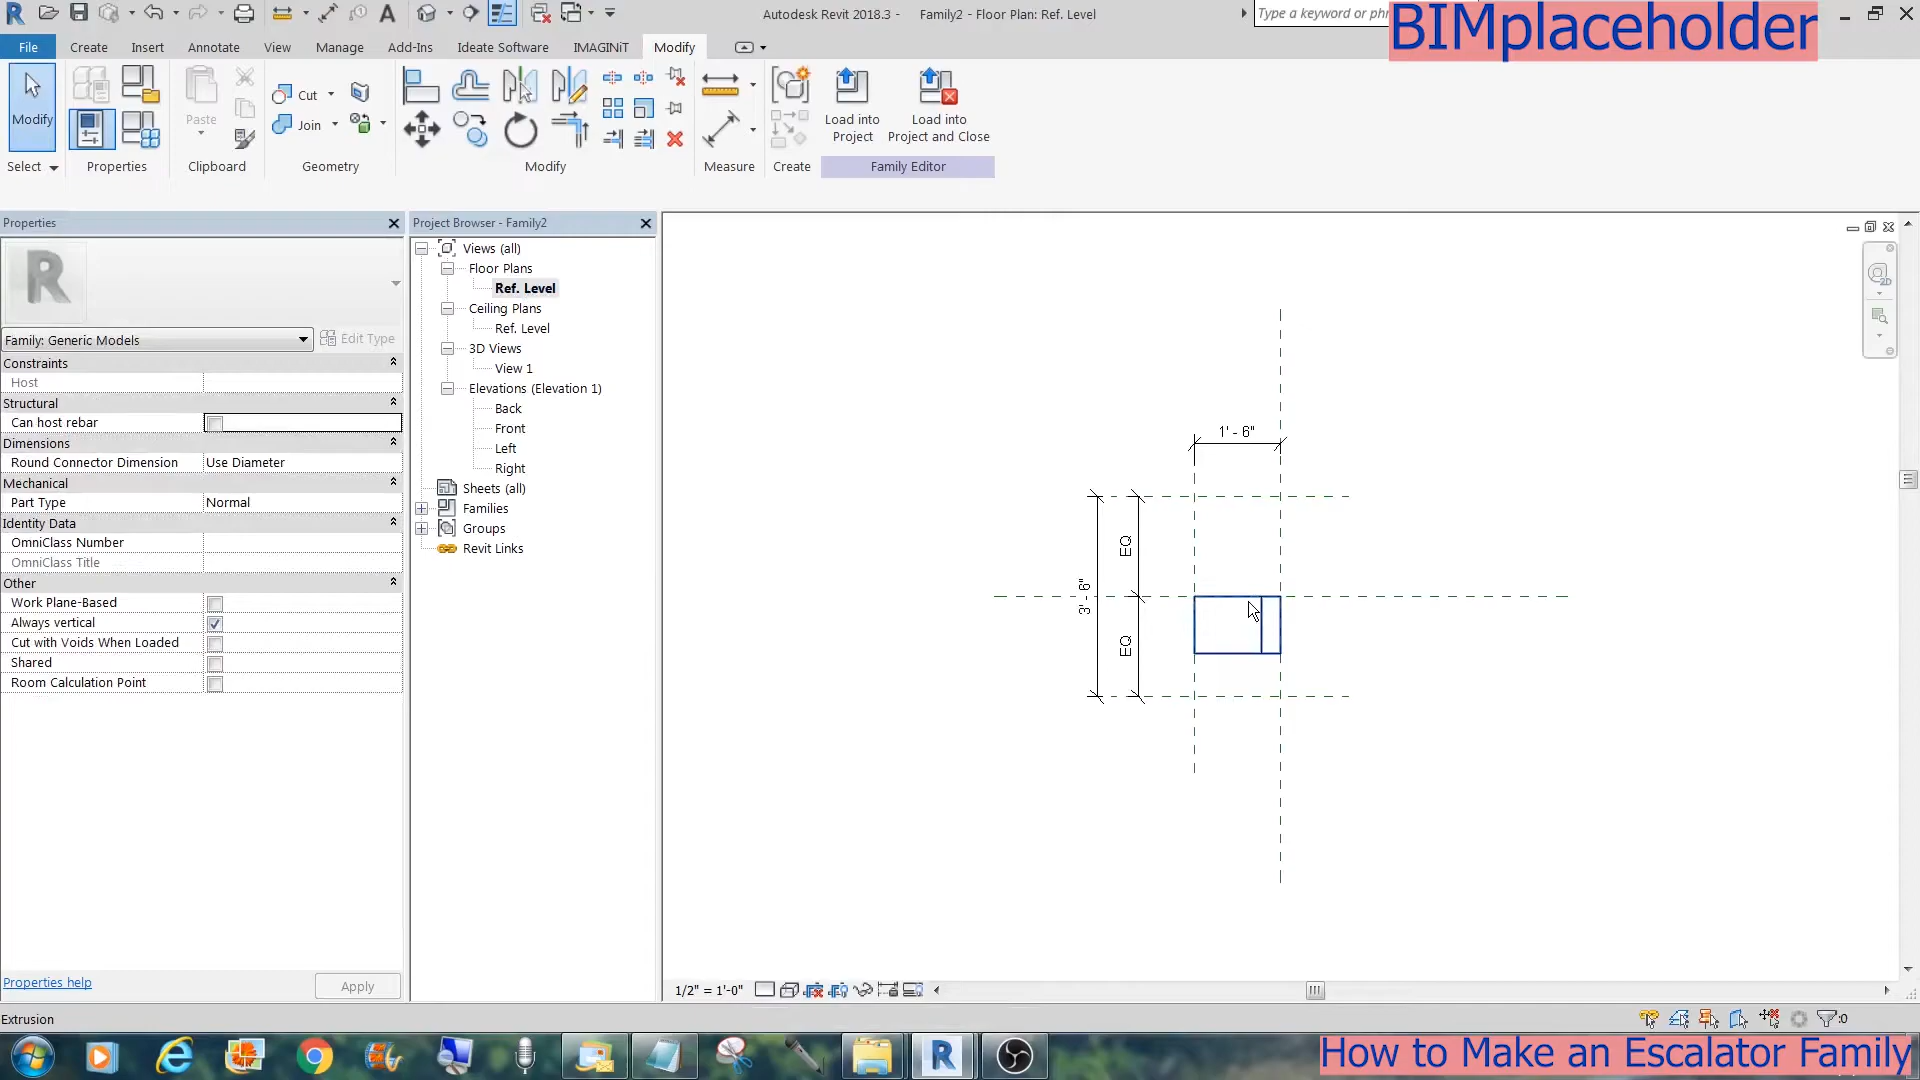 Autodesk Revit 2018.3 -
Family2 - Floor Plan: Ref. Level
Type a keyword or phr
BIMplaceholder
File
Create
Insert
Annotate
View
Manage
Add-Ins
Ideate Software
IMAGINiT
Modify
Modify
Paste
Cut
Join
Load into
Project
Load into
Project and Close
Select
Properties
Clipboard
Geometry
Modify
Measure
Create
Family Editor
Properties
R
Family: Generic Models
Edit Type
Constraints
Host
Structural
Can host rebar
Dimensions
Round Connector Dimension
Use Diameter
Mechanical
Part Type
Normal
Identity Data
OmniClass Number
OmniClass Title
Other
Work Plane-Based
Always vertical
Cut with Voids When Loaded
Shared
Room Calculation Point
Properties help
Apply
Project Browser - Family2
Views (all)
Floor Plans
Ref. Level
Ceiling Plans
Ref. Level
3D Views
View 1
Elevations (Elevation 1)
Back
Front
Left
Right
Sheets (all)
Families
Groups
Revit Links
2D
1' - 6"
EQ
3' - 6"
EQ
1/2" = 1'-0"
Extrusion
:0
How to Make an Escalator Family